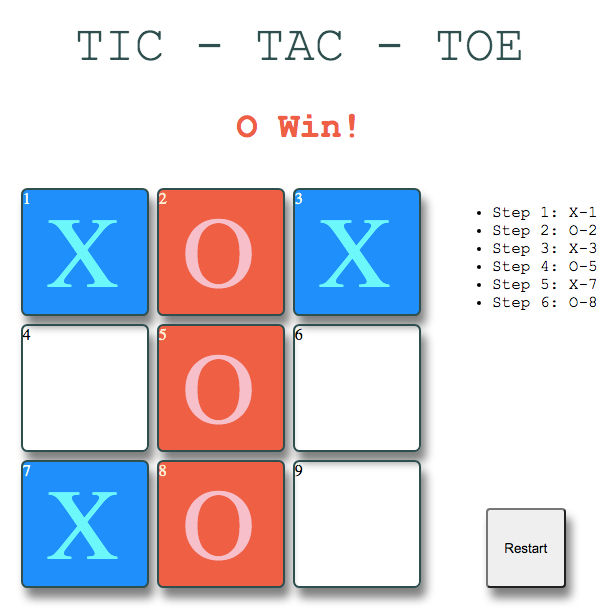 TIC - TAC - TOE
O Win!
1 2 3
X O X
4 5 6
O
7 8 9
X O
Step 1: X-1
Step 2: O-2
Step 3: X-3
Step 4: O-5
Step 5: X-7
Step 6: O-8
Restart